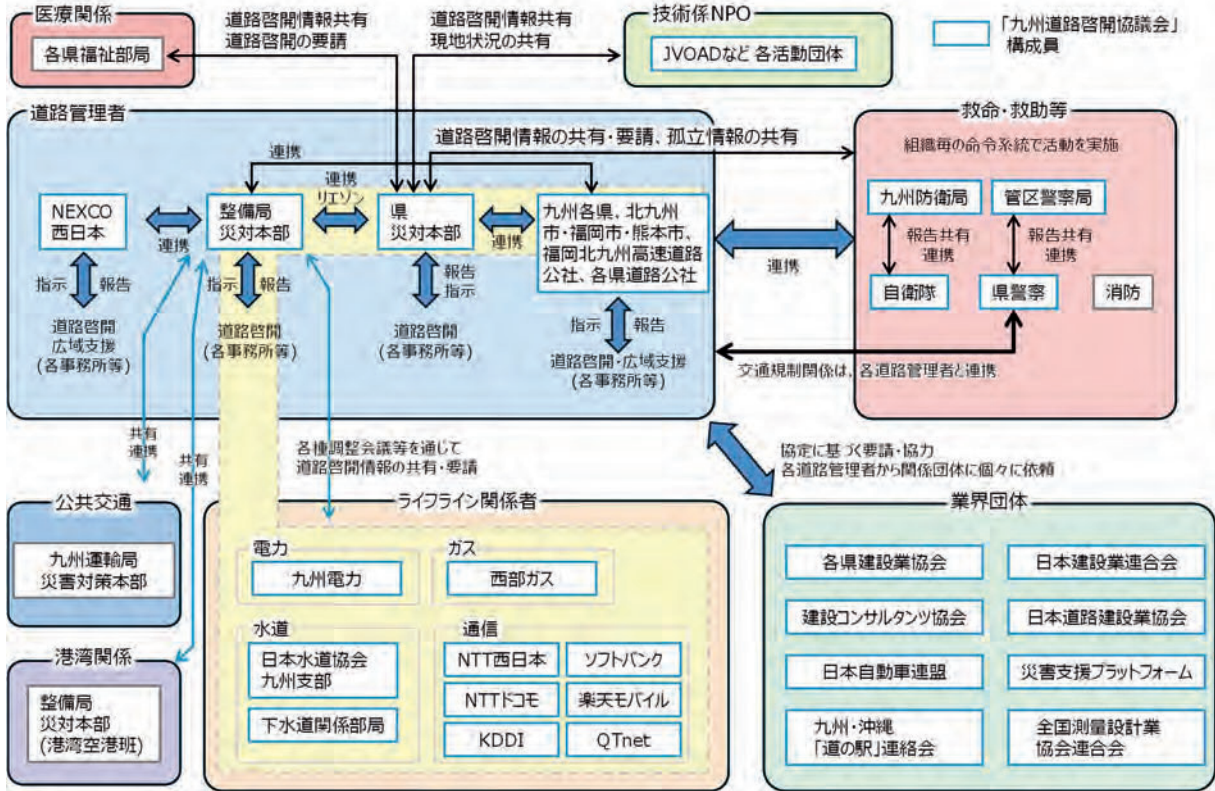 医療関係
各県福祉部局
道路啓開情報共有
道路啓開の要請
道路啓開情報共有
現地状況の共有
技術係NPO
JVOADなど 各活動団体
「九州道路啓開協議会」
構成員
道路管理者
道路啓開情報の共有・要請、孤立情報の共有
連携
NEXCO
西日本
連携
整備局
災対本部
連携
リエゾン
県
災対本部
連携
九州各県、北九州
市・福岡市・熊本市、
福岡北九州高速道路
公社、各県道路公社
指示
報告
道路啓開
広域支援
(各事務所等)
指示
報告
道路啓開
(各事務所等)
報告
指示
道路啓開
(各事務所等)
指示
報告
道路啓開・広域支援
(各事務所等)
連携
救命・救助等
組織毎の命令系統で活動を実施
九州防衛局
管区警察局
報告共有
連携
報告共有
連携
自衛隊
県警察
消防
交通規制関係は、各道路管理者と連携
共有
連携
共有
連携
各種調整会議等を通じて
道路啓開情報の共有・要請
協定に基づく要請・協力
各道路管理者から関係団体に個々に依頼
公共交通
九州運輸局
災害対策本部
港湾関係
整備局
災対本部
(港湾空港班)
ライフライン関係者
電力
九州電力
ガス
西部ガス
水道
日本水道協会
九州支部
下水道関係部局
通信
NTT西日本
ソフトバンク
NTTドコモ
楽天モバイル
KDDI
QTnet
業界団体
各県建設業協会
日本建設業連合会
建設コンサルタンツ協会
日本道路建設業協会
日本自動車連盟
災害支援プラットフォーム
九州・沖縄
「道の駅」連絡会
全国測量設計業
協会連合会